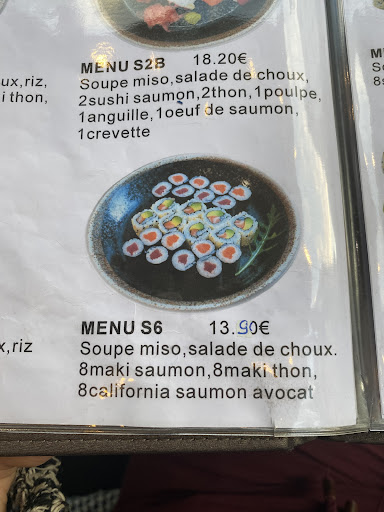 ux,riz,
i thon,
MENU S2B 18.20€
Soupe miso,salade de choux,
2sushi saumon,2thon,1poulpe,
1anguille,1oeuf de saumon,
1crevette
x,riz
MENU S6 13.90€
Soupe miso,salade de choux.
8maki saumon,8maki thon,
8california saumon avocat